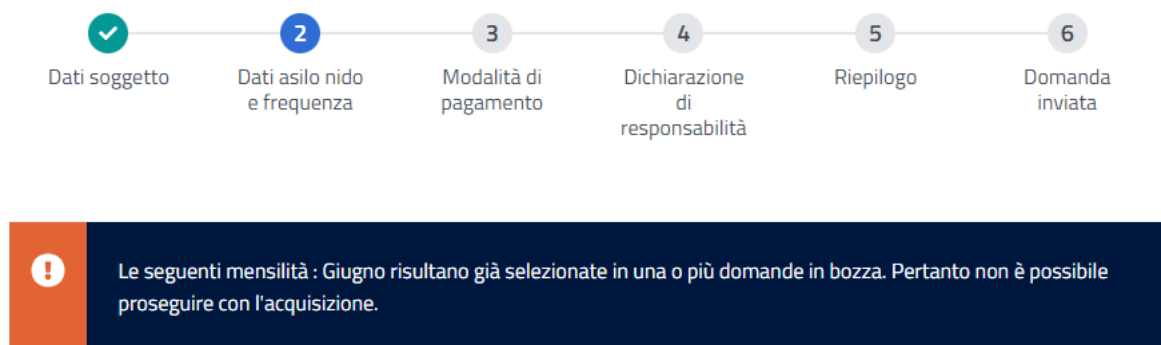 2
3
4
5
6
Dati soggetto
Dati asilo nido
e frequenza
Modalità di
pagamento
Dichiarazione
di
responsabilità
Riepilogo
Domanda
inviata
Le seguenti mensilità : Giugno risultano già selezionate in una o più domande in bozza. Pertanto non è possibile
proseguire con l'acquisizione.